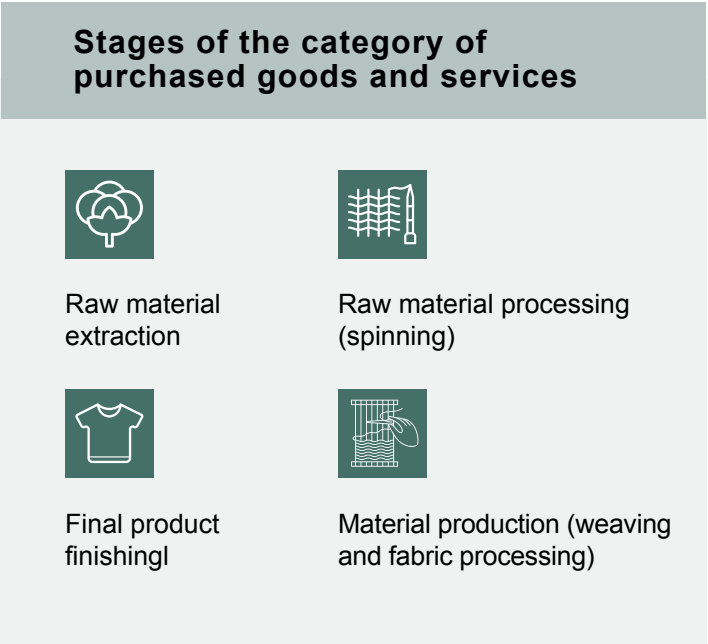 Stages of the category of
purchased goods and services
Raw material
extraction
Raw material processing
(spinning)
Final product
finishingl
Material production (weaving
and fabric processing)